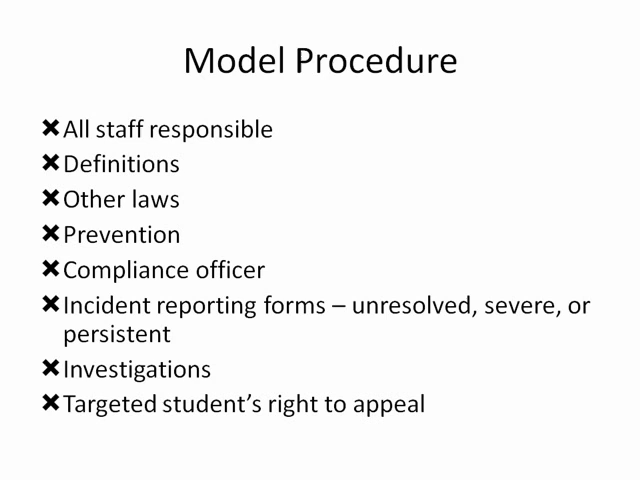 Model Procedure
✖All staff responsible
✖Definitions
✖Other laws
✖Prevention
✖Compliance officer
✖Incident reporting forms – unresolved, severe, or
persistent
✖Investigations
✖Targeted student’s right to appeal